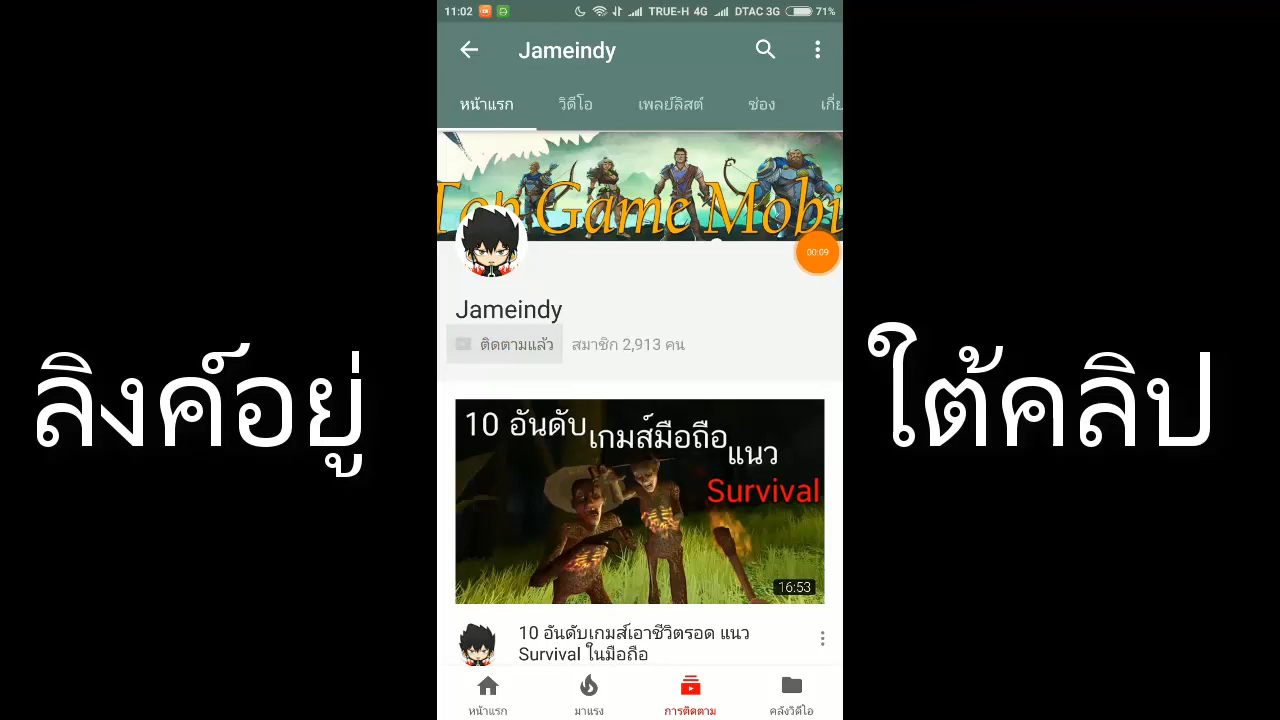 11:02 TRUE-H 4G DTAC 3G 71%
Jameindy
หน้าแรก วิดีโอ เพลย์ลิสต์ ช่อง เกี่ย
Top Game Mobi
00:09
Jameindy
ติดตามแล้ว สมาชิก 2,913 คน
ลิงค์อยู่ ใต้คลิป
10 อันดับเกมส์มือถือแนว
Survival
16:53
10 อันดับเกมส์เอาชีวิตรอด แนว
Survival ในมือถือ
หน้าแรก มาแรง การติดตาม คลังวิดีโอ